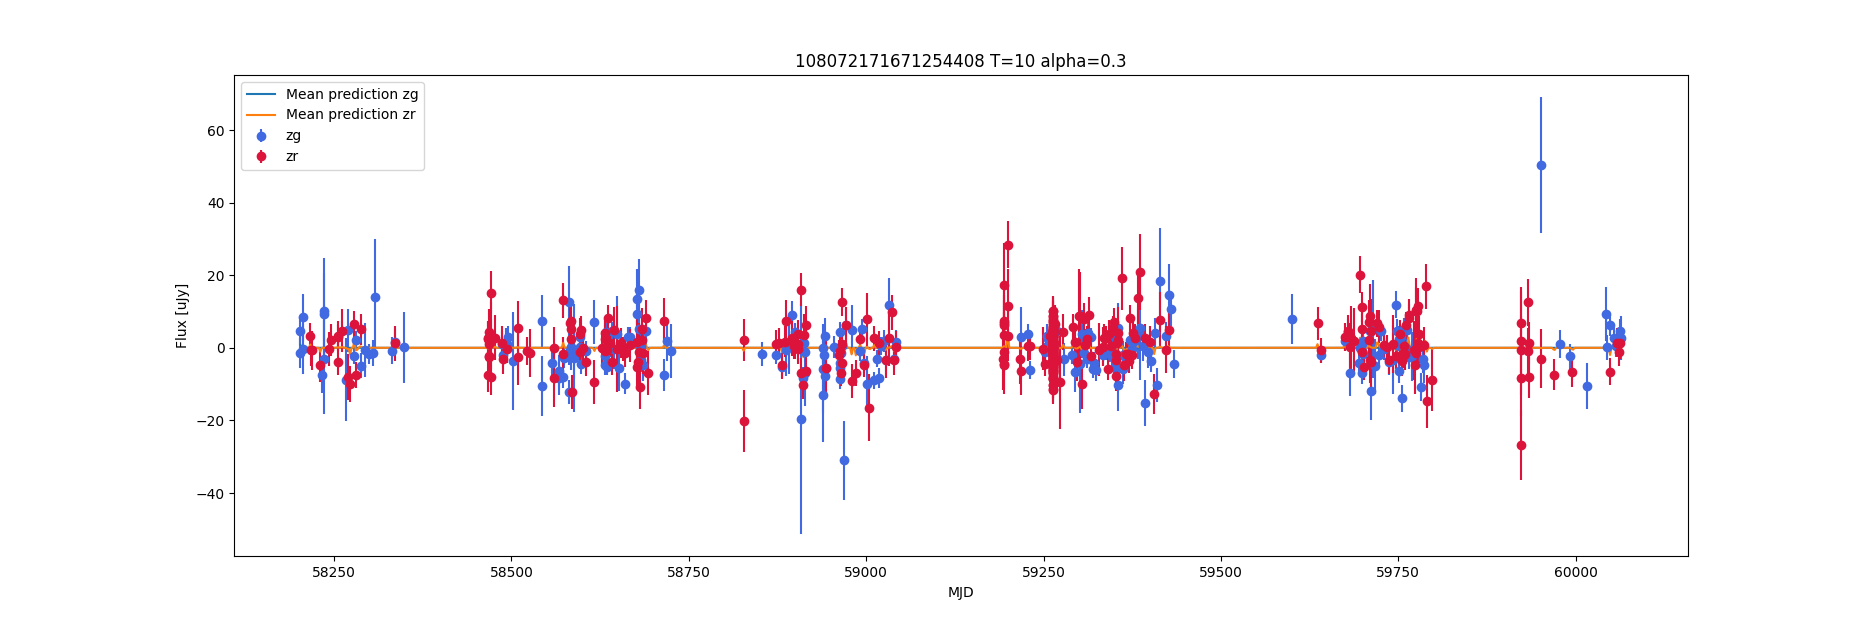 108072171671254408 T=10 alpha=0.3
Mean prediction zg
Mean prediction zr
zg
zr
Flux [uJy]
60
40
20
0
−20
−40
58250 58500 58750 59000 59250 59500 59750 60000
MJD